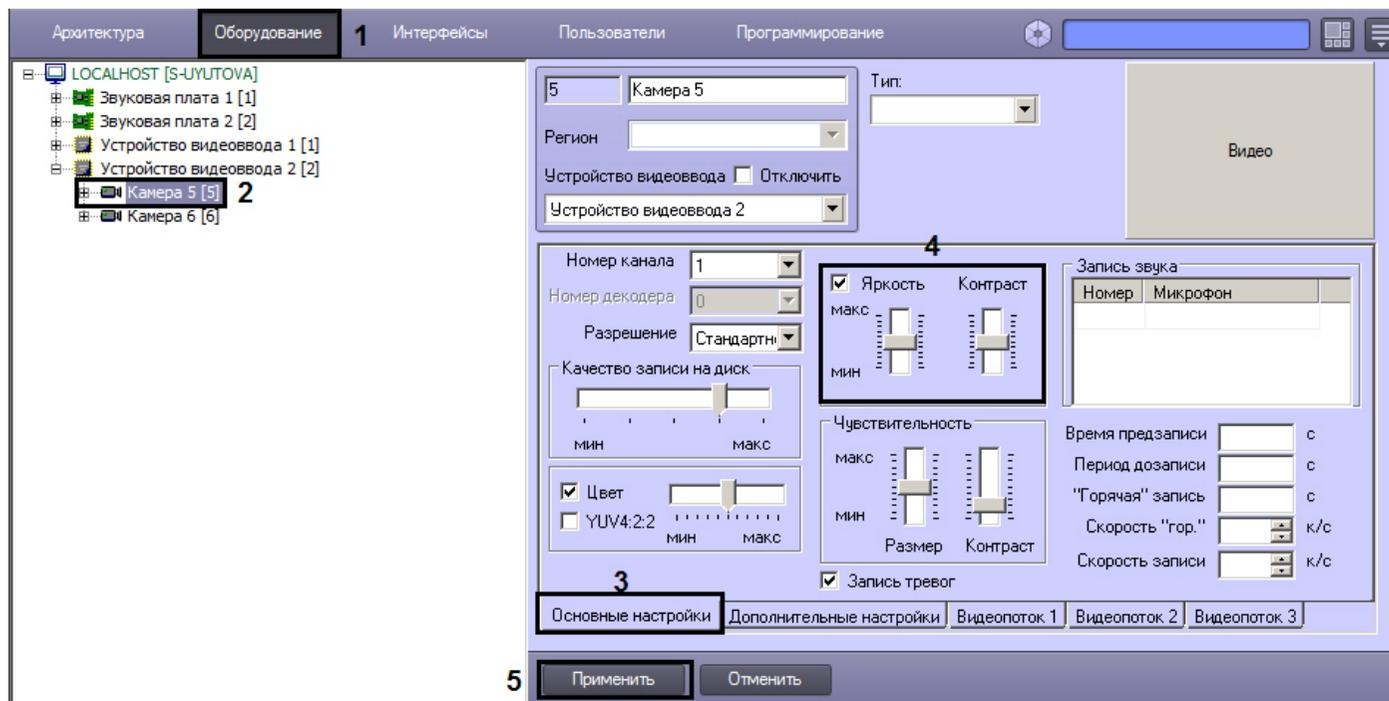 Архитектура Оборудование 1 Интерфейсы Пользователи Программирование
LOCALHOST [S-UYUTOVA]
Звуковая плата 1 [1]
Звуковая плата 2 [2]
Устройство видеоввода 1 [1]
Устройство видеоввода 2 [2]
Камера 5 [5] 2
Камера 6 [6]
5 Камера 5
Тип:
Регион
Устройство видеоввода Отключить
Устройство видеоввода 2
Видео
4
Номер канала 1
Номер декодера 0
Разрешение Стандартн
Качество записи на диск
мин макс
Цвет
YUV4:2:2
мин макс
Яркость Контраст
макс
мин
Чувствительность
макс
мин
Размер Контраст
Запись тревог
Запись звука
Номер Микрофон
Время предзаписи с
Период дозаписи с
"Горячая" запись с
Скорость "гор." к/с
Скорость записи к/с
3
Основные настройки Дополнительные настройки Видеопоток 1 Видеопоток 2 Видеопоток 3
5 Применить Отменить